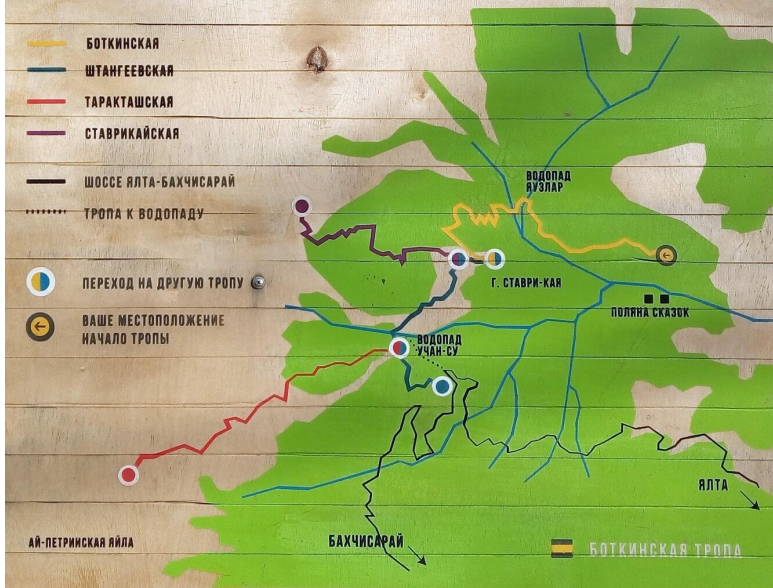 БОТКИНСКАЯ
ШТАНГЕЕВСКАЯ
ТАРАКТАШСКАЯ
СТАВРИКАЙСКАЯ
ШОССЕ ЯЛТА-БАХЧИСАРАЙ
ТРОПА К ВОДОПАДУ
ПЕРЕХОД НА ДРУГУЮ ТРОПУ
ВАШЕ МЕСТОПОЛОЖЕНИЕ
НАЧАЛО ТРОПЫ
ВОДОПАД
ЯУЗЛАР
Г. СТАВРИ-КАЯ
ПОЛЯНА СКАЗОК
ВОДОПАД
УЧАН-СУ
ЯЛТА
АЙ-ПЕТРИНСКАЯ ЯЙЛА
БАХЧИСАРАЙ
БОТКИНСКАЯ ТРОПА